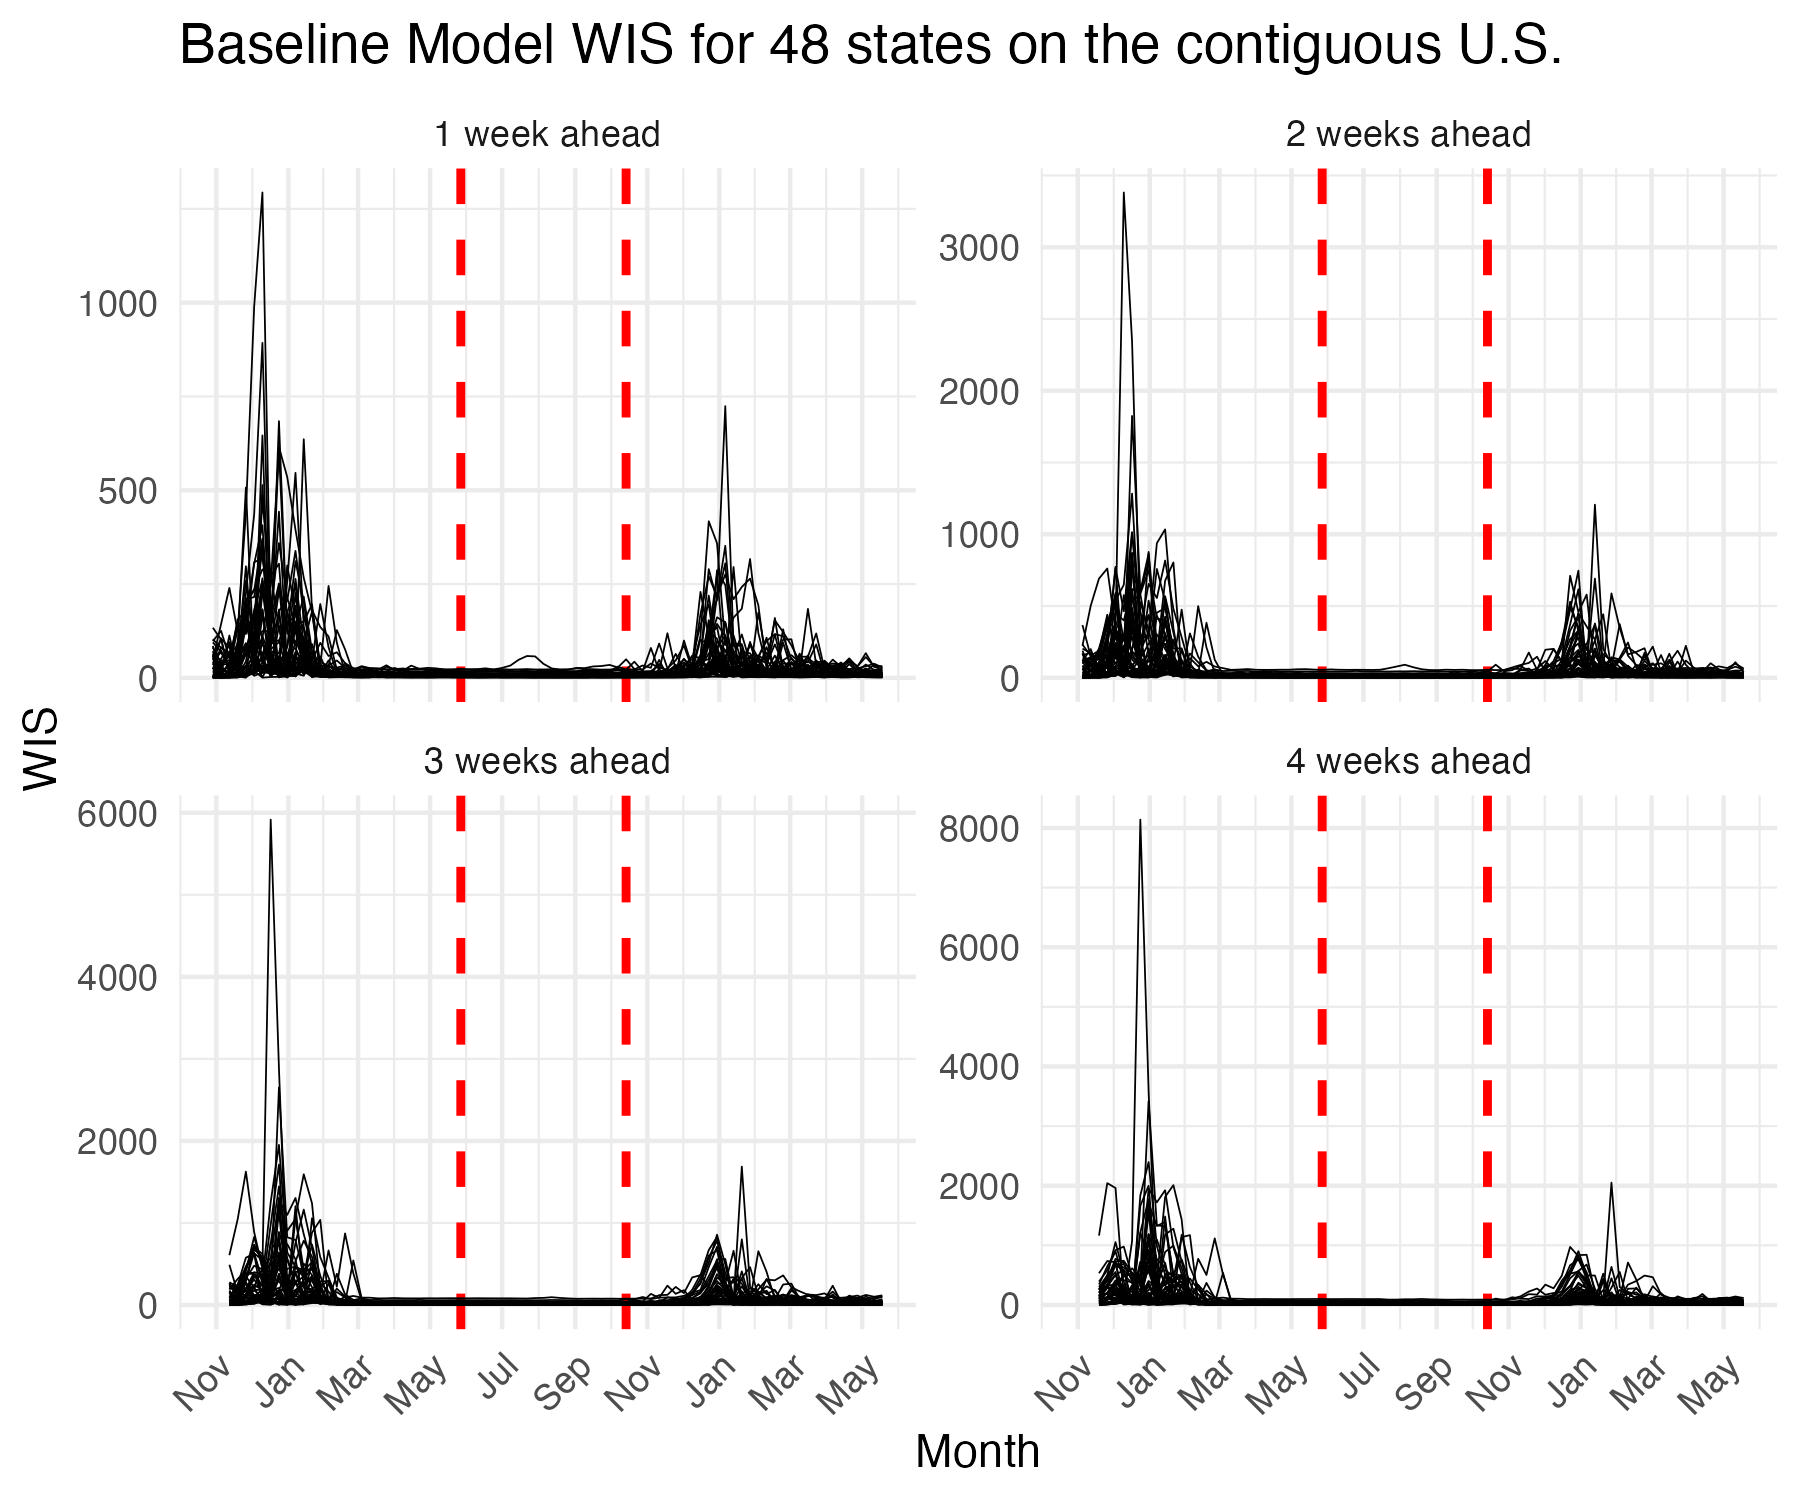 Baseline Model WIS for 48 states on the contiguous U.S.
1 week ahead
2 weeks ahead
1000
500
0
3000
2000
1000
0
WIS
3 weeks ahead
4 weeks ahead
6000
4000
2000
0
8000
6000
4000
2000
0
Nov Jan Mar May Jul Sep Nov Jan Mar May
Nov Jan Mar May Jul Sep Nov Jan Mar May
Month